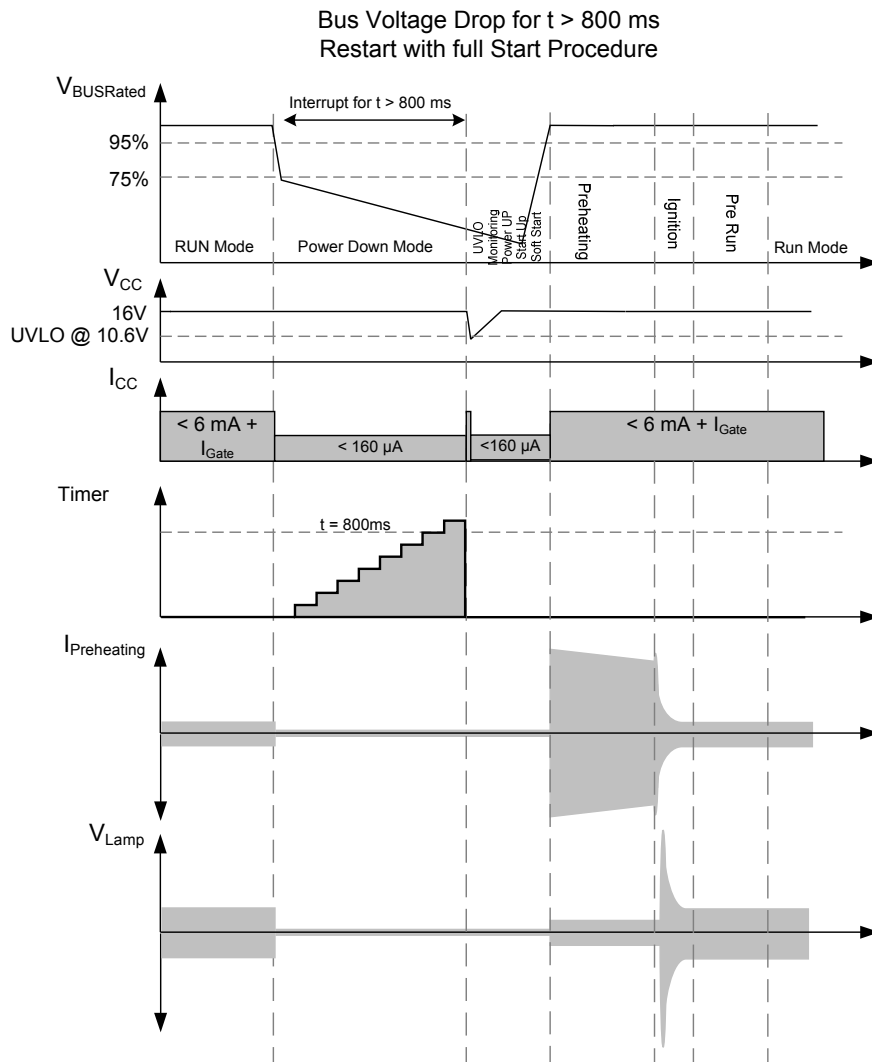 Bus Voltage Drop for t > 800 ms
Restart with full Start Procedure
VBUSRated
Interrupt for t > 800 ms
95%
75%
RUN Mode
Power Down Mode
UVLO
Monitoring
Power UP
Start Up
Soft Start
Preheating
Ignition
Pre Run
Run Mode
VCC
16V
UVLO @ 10.6V
ICC
< 6 mA +
IGate
< 160 µA
<160 µA
< 6 mA + IGate
Timer
t = 800ms
IPreheating
VLamp